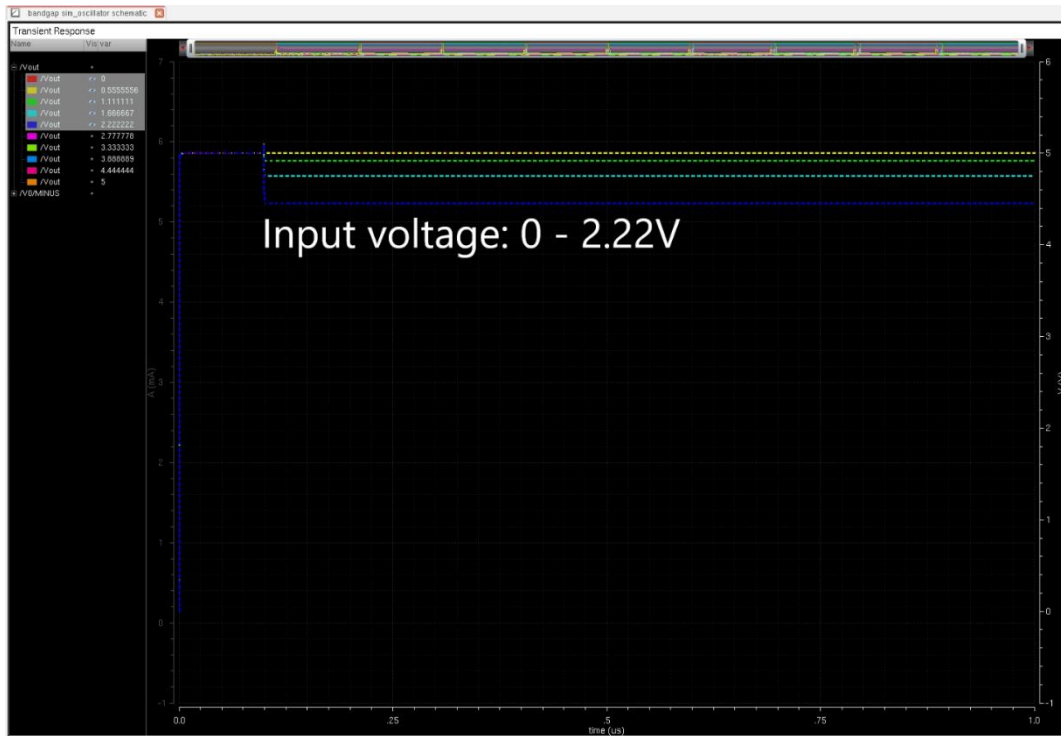 bandgap sim_oscillator schematic
Transient Response
Name Vis var
/Vout
/Vout 0
/Vout 0.5555556
/Vout 1.111111
/Vout 1.666667
/Vout 2.222222
/Vout 2.777778
/Vout 3.333333
/Vout 3.888889
/Vout 4.444444
/Vout 5
/V0/MINUS
7
6
5
4
3
2
1
0
-1
A (mA)
Input voltage: 0 - 2.22V
6
5
4
3
2
1
0
-1
0.0 .25 .5 .75 1.0
time (us)